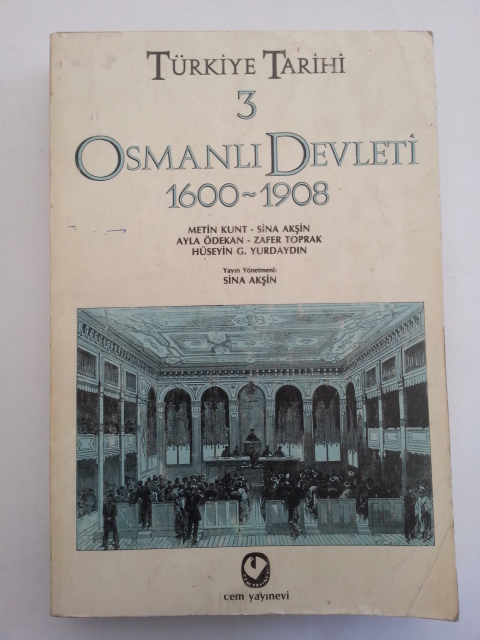 TÜRKİYE TARİHİ
3
OSMANLI DEVLETİ
1600~1908
METİN KUNT - SİNA AKŞİN
AYLA ÖDEKAN - ZAFER TOPRAK
HÜSEYİN G. YURDAYDIN
Yayın Yönetmeni:
SİNA AKŞİN
cem yayınevi